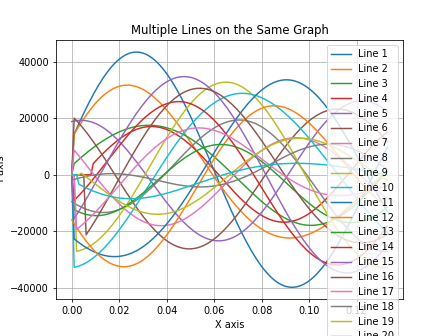 Multiple Lines on the Same Graph
40000
20000
0
−20000
−40000
0.00
0.02
0.04
0.06
0.08
0.10
X axis
Line 1
Line 2
Line 3
Line 4
Line 5
Line 6
Line 7
Line 8
Line 9
Line 10
Line 11
Line 12
Line 13
Line 14
Line 15
Line 16
Line 17
Line 18
Line 19
Line 20